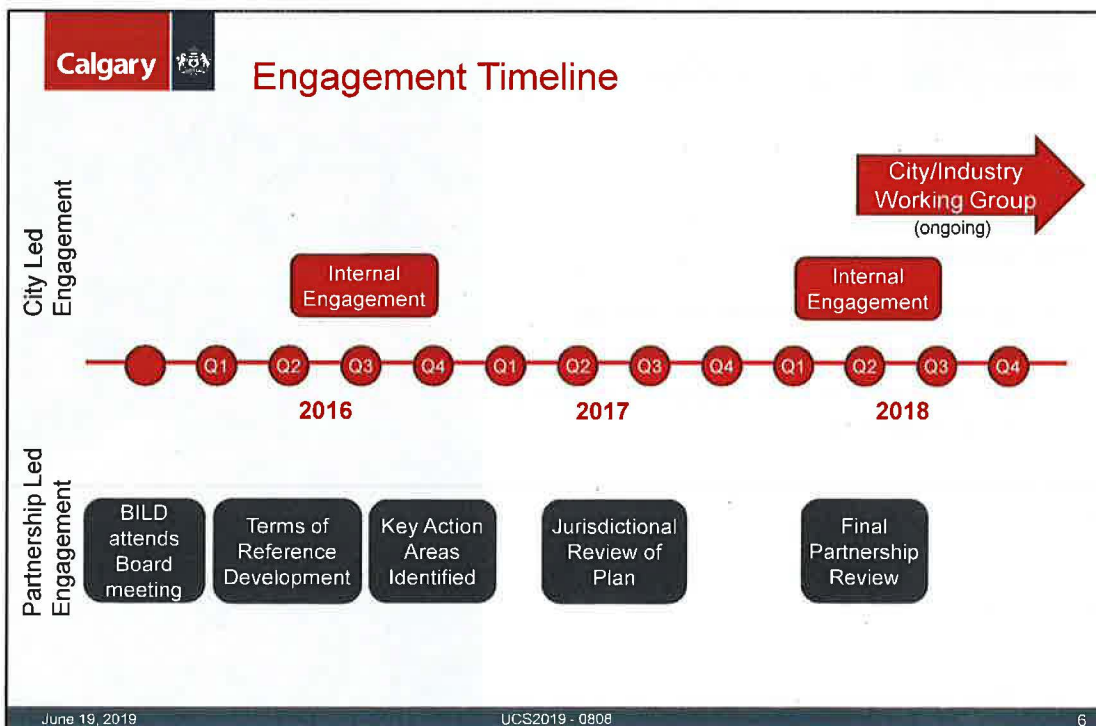 Calgary
Engagement Timeline
City Led
Engagement
City/Industry
Working Group
(ongoing)
Internal
Engagement
Internal
Engagement
Q1 Q2 Q3 Q4 Q1 Q2 Q3 Q4 Q1 Q2 Q3 Q4
2016 2017 2018
Partnership Led
Engagement
BILD
attends
Board
meeting
Terms of
Reference
Development
Key Action
Areas
Identified
Jurisdictional
Review of
Plan
Final
Partnership
Review
June 19, 2019 UCS2019 - 0808 6